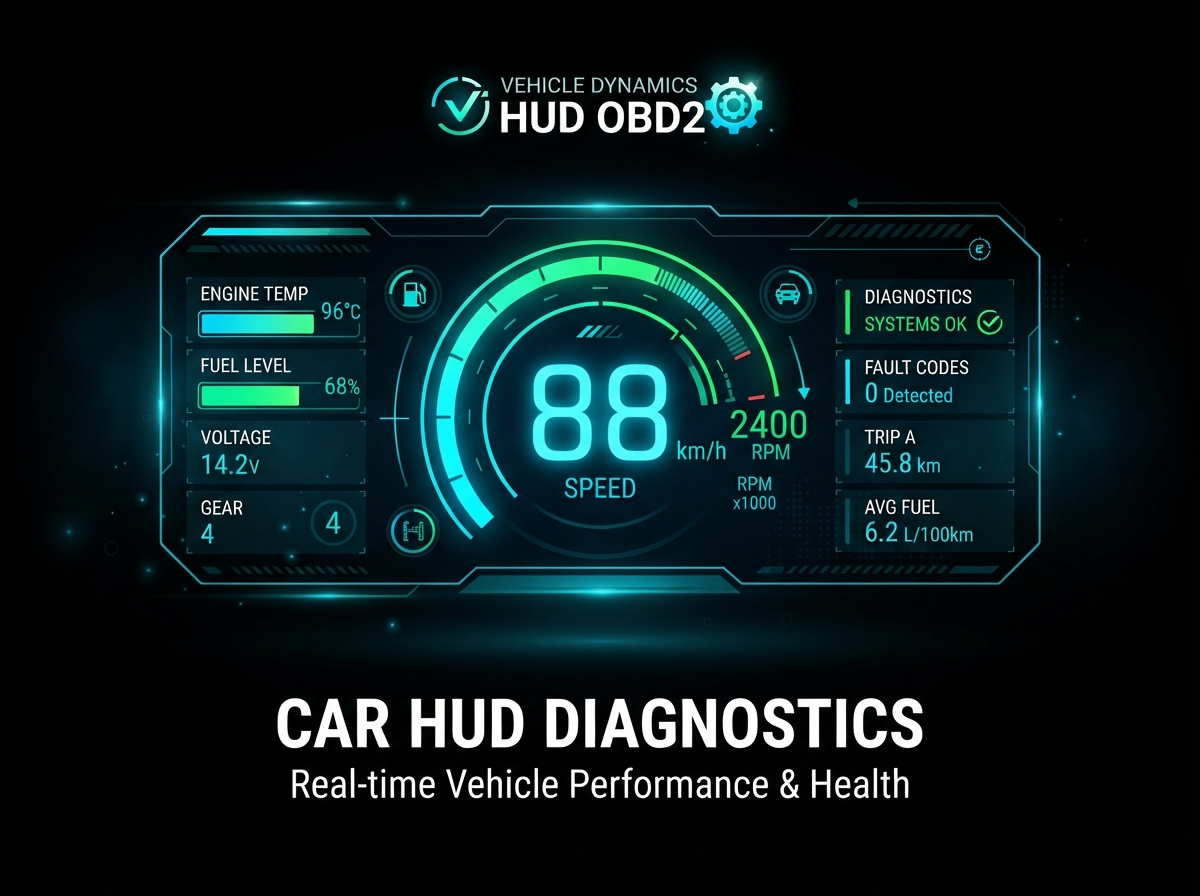 VEHICLE DYNAMICS
HUD OBD2
ENGINE TEMP
96°C
FUEL LEVEL
68%
VOLTAGE
14.2V
GEAR
4
4
88 km/h
SPEED
2400
RPM
RPM
x1000
DIAGNOSTICS
SYSTEMS OK
FAULT CODES
0 Detected
TRIP A
45.8 km
AVG FUEL
6.2 L/100km
CAR HUD DIAGNOSTICS
Real-time Vehicle Performance & Health